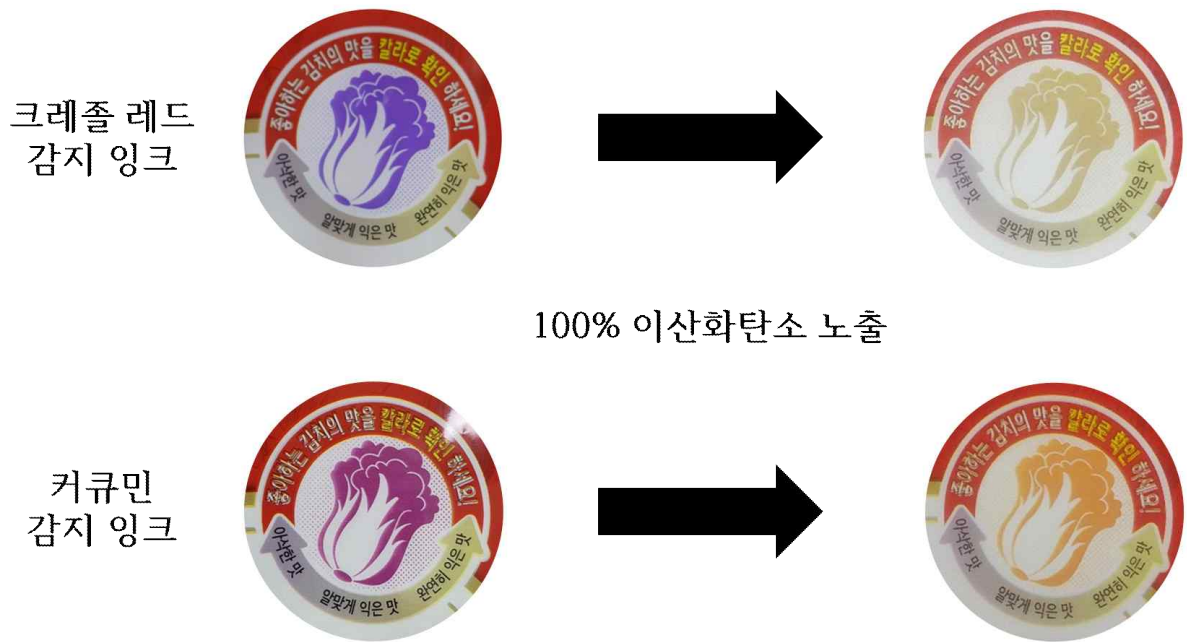 크레졸 레드
감지 잉크
좋아하는 김치의 맛을 칼라로 확인 하세요!
아삭한 맛
알맞게 익은 맛
완연히 익은 맛
좋아하는 김치의 맛을 칼라로 확인 하세요!
아삭한 맛
알맞게 익은 맛
완연히 익은 맛
100% 이산화탄소 노출
커큐민
감지 잉크
좋아하는 김치의 맛을 칼라로 확인 하세요!
아삭한 맛
알맞게 익은 맛
완연히 익은 맛
좋아하는 김치의 맛을 칼라로 확인 하세요!
아삭한 맛
알맞게 익은 맛
완연히 익은 맛